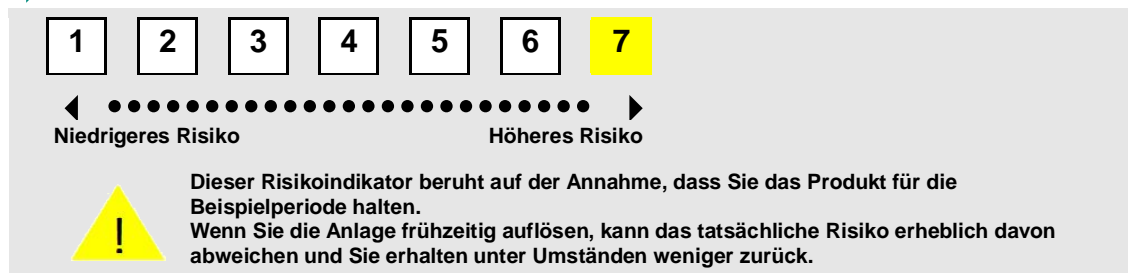 1 2 3 4 5 6 7
Niedrigeres Risiko Höheres Risiko
!
Dieser Risikoindikator beruht auf der Annahme, dass Sie das Produkt für die
Beispielperiode halten.
Wenn Sie die Anlage frühzeitig auflösen, kann das tatsächliche Risiko erheblich davon
abweichen und Sie erhalten unter Umständen weniger zurück.